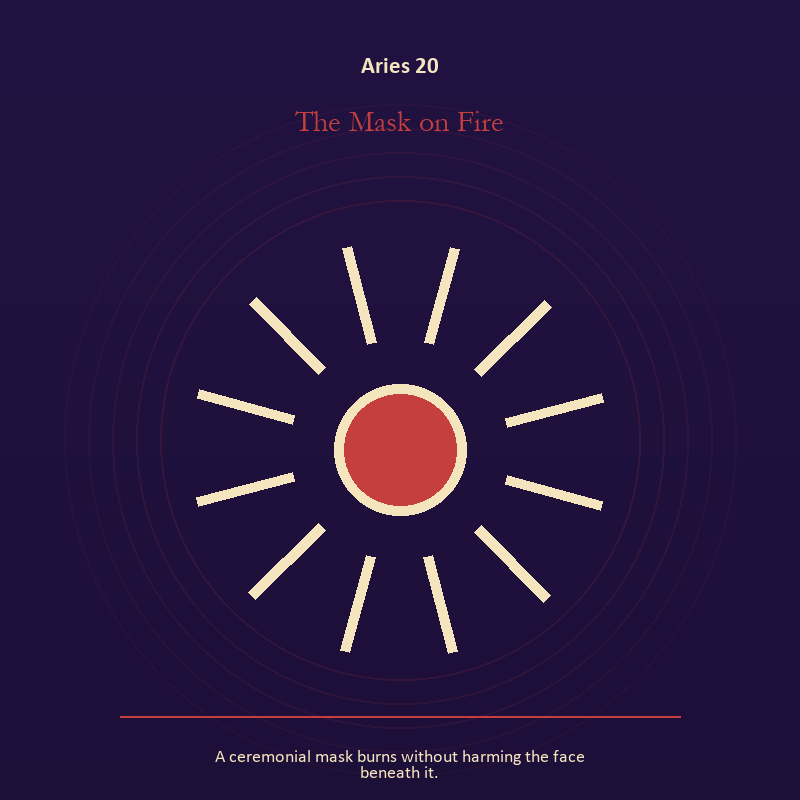 Aries 20
The Mask on Fire
A ceremonial mask burns without harming the face
beneath it.